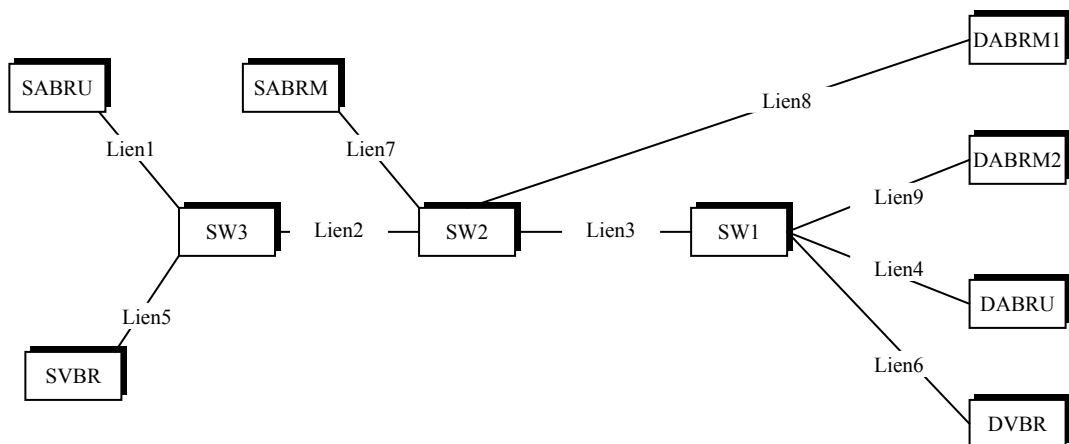 DABRM1
SABRU
SABRM
Lien8
Lien1
Lien7
DABRM2
Lien9
SW3
Lien2
SW2
Lien3
SW1
Lien4
DABRU
Lien5
Lien6
SVBR
DVBR